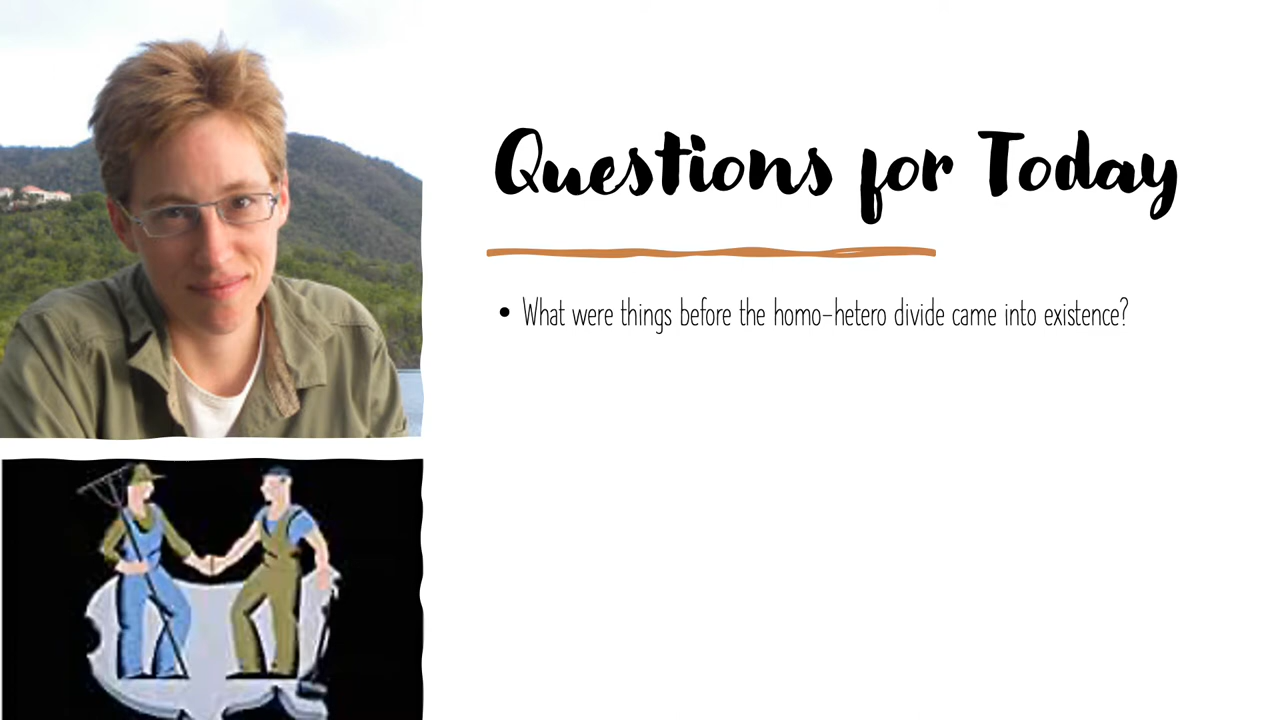 Questions for Today
• What were things before the homo-hetero divide came into existence?